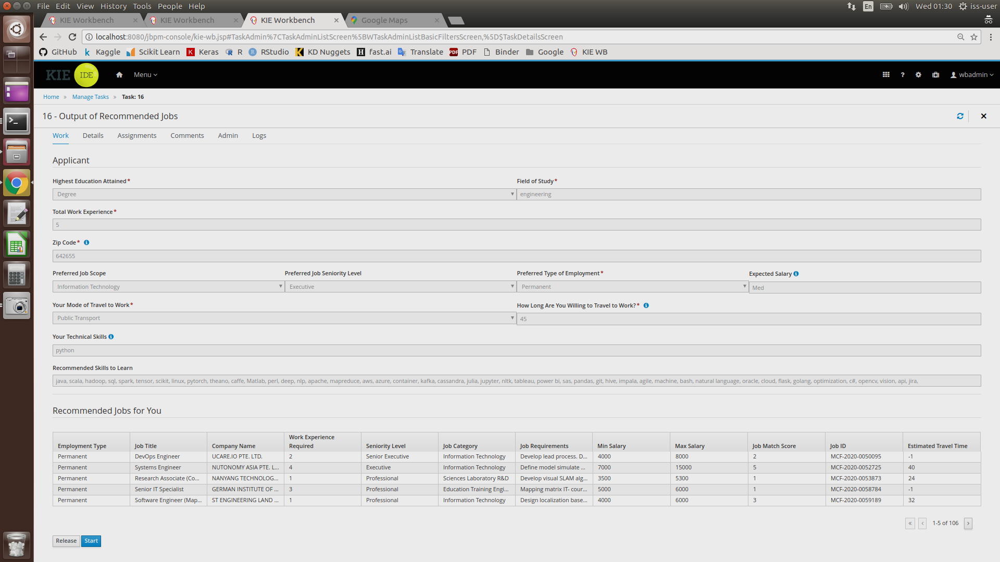 File Edit View History Tools People Help En Wed 01:30 iss-user
KIE Workbench KIE Workbench KIE Workbench Google Maps
localhost:8080/jbpm-console/kie-wb.jsp#TaskAdmin%7CTaskAdminListScreen%5BWTaskAdminListBasicFiltersScreen,%5D$TaskDetailsScreen
GitHub Kaggle Scikit Learn Keras R RStudio KD Nuggets fast.ai Translate PDF Binder Google KIE WB
KIE IDE Menu wbadmin
Home » Manage Tasks » Task: 16
16 - Output of Recommended Jobs
Work Details Assignments Comments Admin Logs
Applicant
Highest Education Attained* Field of Study*
Degree engineering
Total Work Experience*
5
Zip Code*
642655
Preferred Job Scope Preferred Job Seniority Level Preferred Type of Employment* Expected Salary
Information Technology Executive Permanent Med
Your Mode of Travel to Work* How Long Are You Willing to Travel to Work?*
Public Transport 45
Your Technical Skills
python
Recommended Skills to Learn
java, scala, hadoop, sql, spark, tensor, scikit, linux, pytorch, theano, caffe, Matlab, perl, deep, nlp, apache, mapreduce, aws, azure, container, kafka, cassandra, julia, jupyter, nltk, tableau, power bi, sas, pandas, git, hive, impala, agile, machine, bash, natural language, oracle, cloud, flask, golang, optimization, c#, opencv, vision, api, jira,
Recommended Jobs for You
Employment Type Job Title Company Name Work Experience Required Seniority Level Job Category Job Requirements Min Salary Max Salary Job Match Score Job ID Estimated Travel Time
Permanent DevOps Engineer UCARE.IO PTE. LTD. 2 Senior Executive Information Technology Develop lead process. D... 4000 8000 2 MCF-2020-0050095 -1
Permanent Systems Engineer NUTONOMY ASIA PTE. L... 4 Executive Information Technology Define model simulate ... 7000 15000 5 MCF-2020-0052725 40
Permanent Research Associate (Co... NANYANG TECHNOLOG... 1 Professional Sciences Laboratory R&D Develop visual SLAM alg... 3500 5300 1 MCF-2020-0053873 24
Permanent Senior IT Specialist GERMAN INSTITUTE OF ... 3 Professional Education Training Engi... Mapping matrix IT- cour... 5000 6000 1 MCF-2020-0058784 -1
Permanent Software Engineer (Map... ST ENGINEERING LAND ... 1 Professional Information Technology Design localization base... 4000 6000 3 MCF-2020-0059189 32
« ‹ 1-5 of 106 ›
Release Start